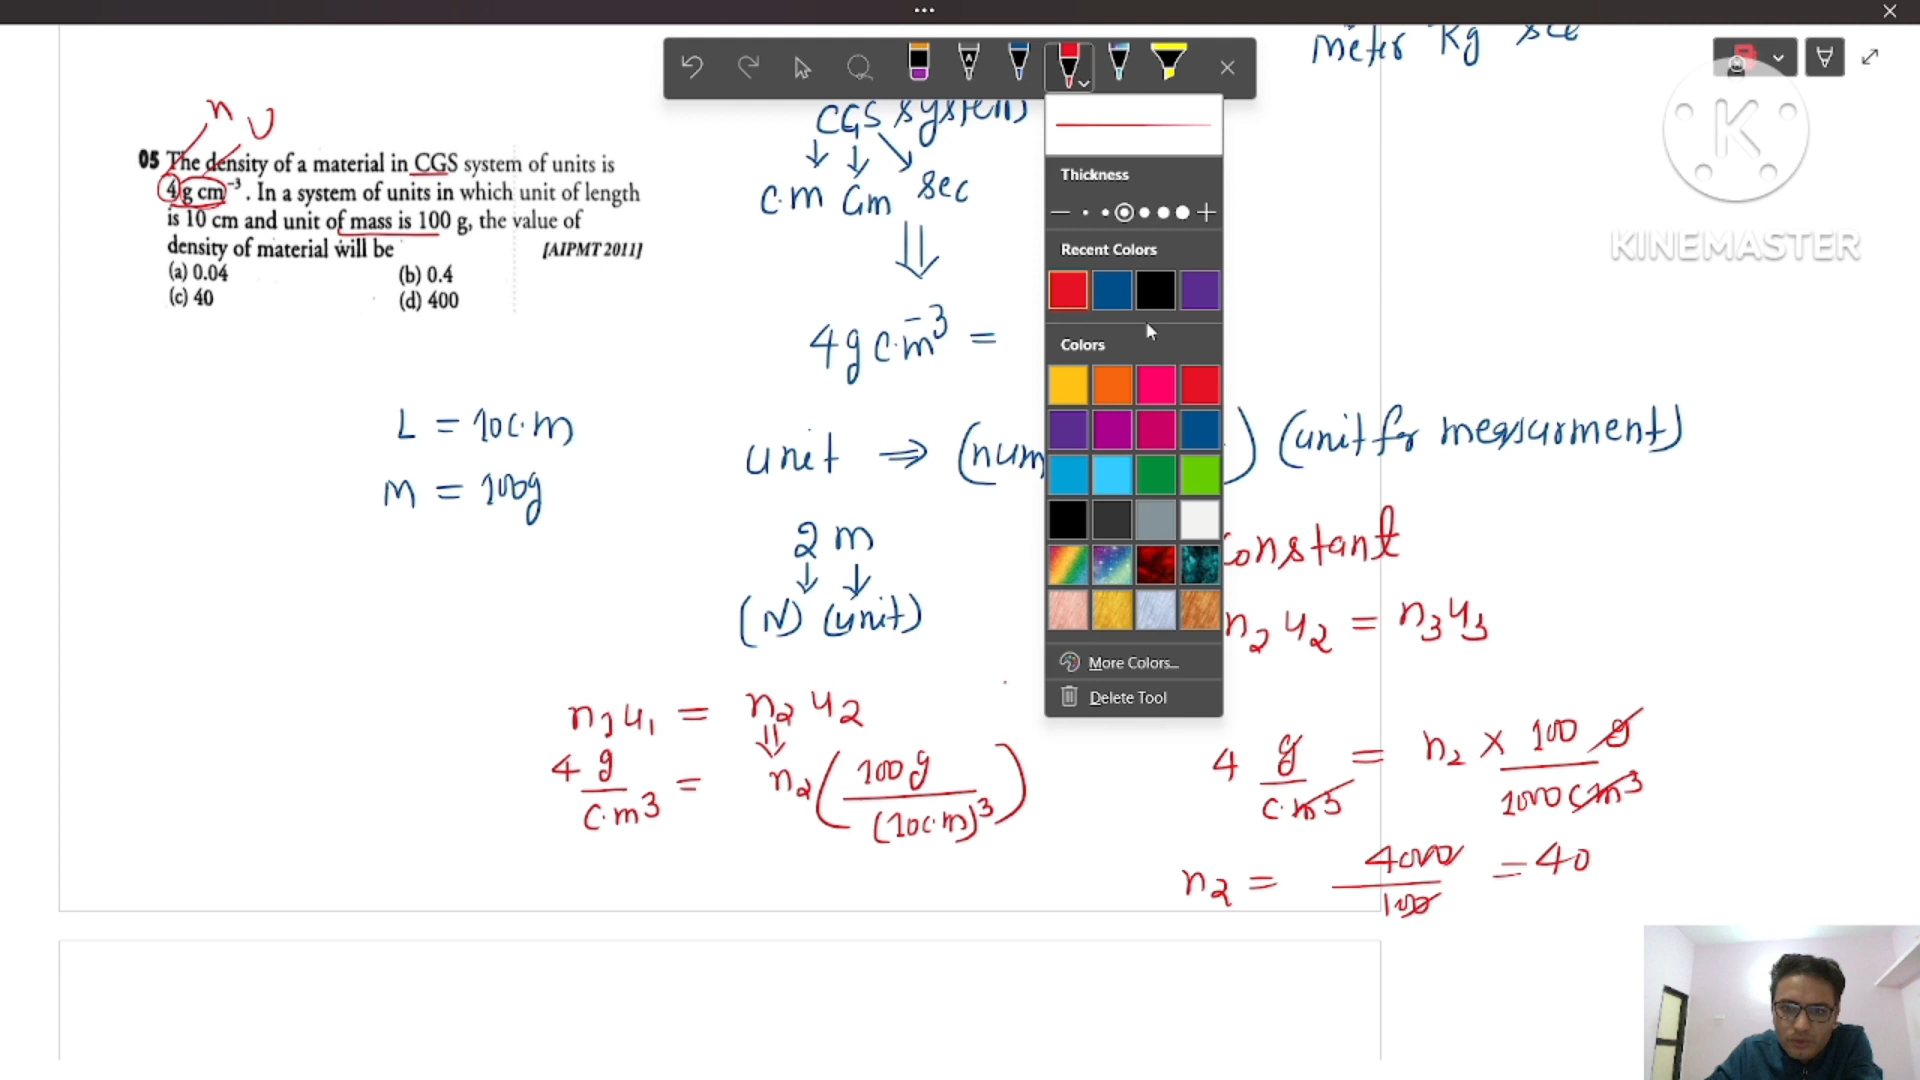 meter Kg sec
n U
05 The density of a material in CGS system of units is
4g cm⁻³. In a system of units in which unit of length
is 10 cm and unit of mass is 100 g, the value of
density of material will be [AIPMT 2011]
(a) 0.04 (b) 0.4
(c) 40 (d) 400
CGS system
c.m Gm sec
4g c.m⁻³ =
L = 10c.m
m = 100g
unit ⇒ (num ) (unit for measurment)
2 m
(N) (unit)
constant
n₂ u₂ = n₃ u₃
n₁ u₁ = n₂ u₂
4 g/c.m³ = n₂ (100g/(10c.m)³)
4 g/c.m³ = n₂ × 100 g/1000 cm³
n₂ = 4000/100 = 40
Thickness
Recent Colors
Colors
More Colors...
Delete Tool
K
KINEMASTER